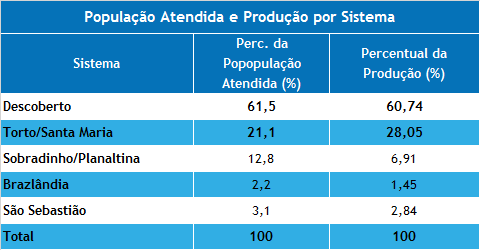 População Atendida e Produção por Sistema
Sistema
Perc. da
Popopulação
Atendida (%)
Percentual da
Produção (%)
Descoberto 61,5 60,74
Torto/Santa Maria 21,1 28,05
Sobradinho/Planaltina 12,8 6,91
Brazlândia 2,2 1,45
São Sebastião 3,1 2,84
Total 100 100